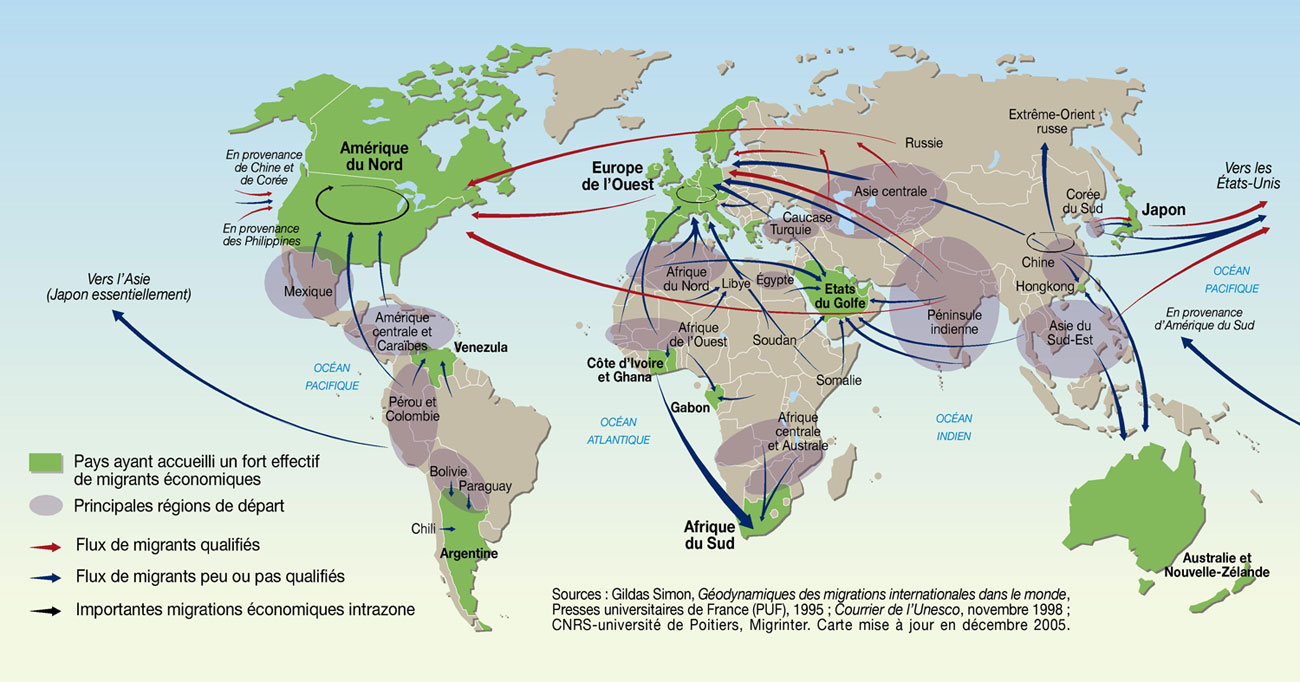 Amérique
du Nord
En provenance
de Chine et
de Corée
En provenance
des Philippines
Vers l'Asie
(Japon essentiellement)
Mexique
Amérique
centrale et
Caraïbes
Venezula
OCÉAN
PACIFIQUE
Pérou et
Colombie
Bolivie
Paraguay
Chili
Argentine
Europe
de l'Ouest
Russie
Asie centrale
Caucase
Turquie
Afrique
du Nord
Libye
Égypte
Etats
du Golfe
Afrique
de l'Ouest
Soudan
Côte d'Ivoire
et Ghana
Somalie
Gabon
OCÉAN
ATLANTIQUE
Afrique
centrale
et Australe
Afrique
du Sud
Péninsule
indienne
OCÉAN
INDIEN
Extrême-Orient
russe
Corée
du Sud
Japon
Vers les
États-Unis
Chine
Hongkong
OCÉAN
PACIFIQUE
Asie du
Sud-Est
En provenance
d'Amérique du Sud
Australie et
Nouvelle-Zélande
Pays ayant accueilli un fort effectif
de migrants économiques
Principales régions de départ
Flux de migrants qualifiés
Flux de migrants peu ou pas qualifiés
Importantes migrations économiques intrazone
Sources : Gildas Simon, Géodynamiques des migrations internationales dans le monde,
Presses universitaires de France (PUF), 1995 ; Courrier de l'Unesco, novembre 1998 ;
CNRS-université de Poitiers, Migrinter. Carte mise à jour en décembre 2005.